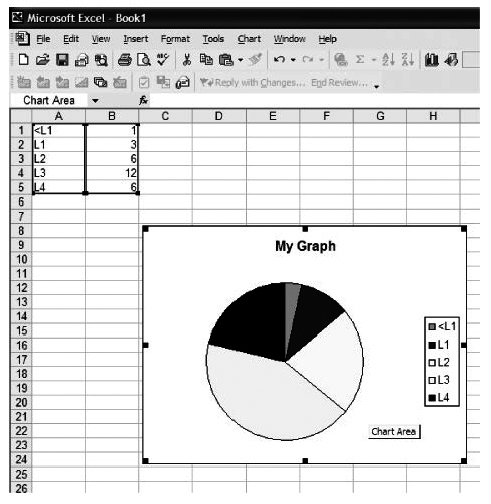 Microsoft Excel - Book1
File Edit View Insert Format Tools Chart Window Help
Reply with Changes... End Review...
Chart Area fx
A B C D E F G H
1 <L1 1
2 L1 3
3 L2 6
4 L3 12
5 L4 6
6
7
8
9 My Graph
10
11
12
13
14
15 <L1
16 L1
17 L2
18 L3
19 L4
20
21
22 Chart Area
23
24
25
26